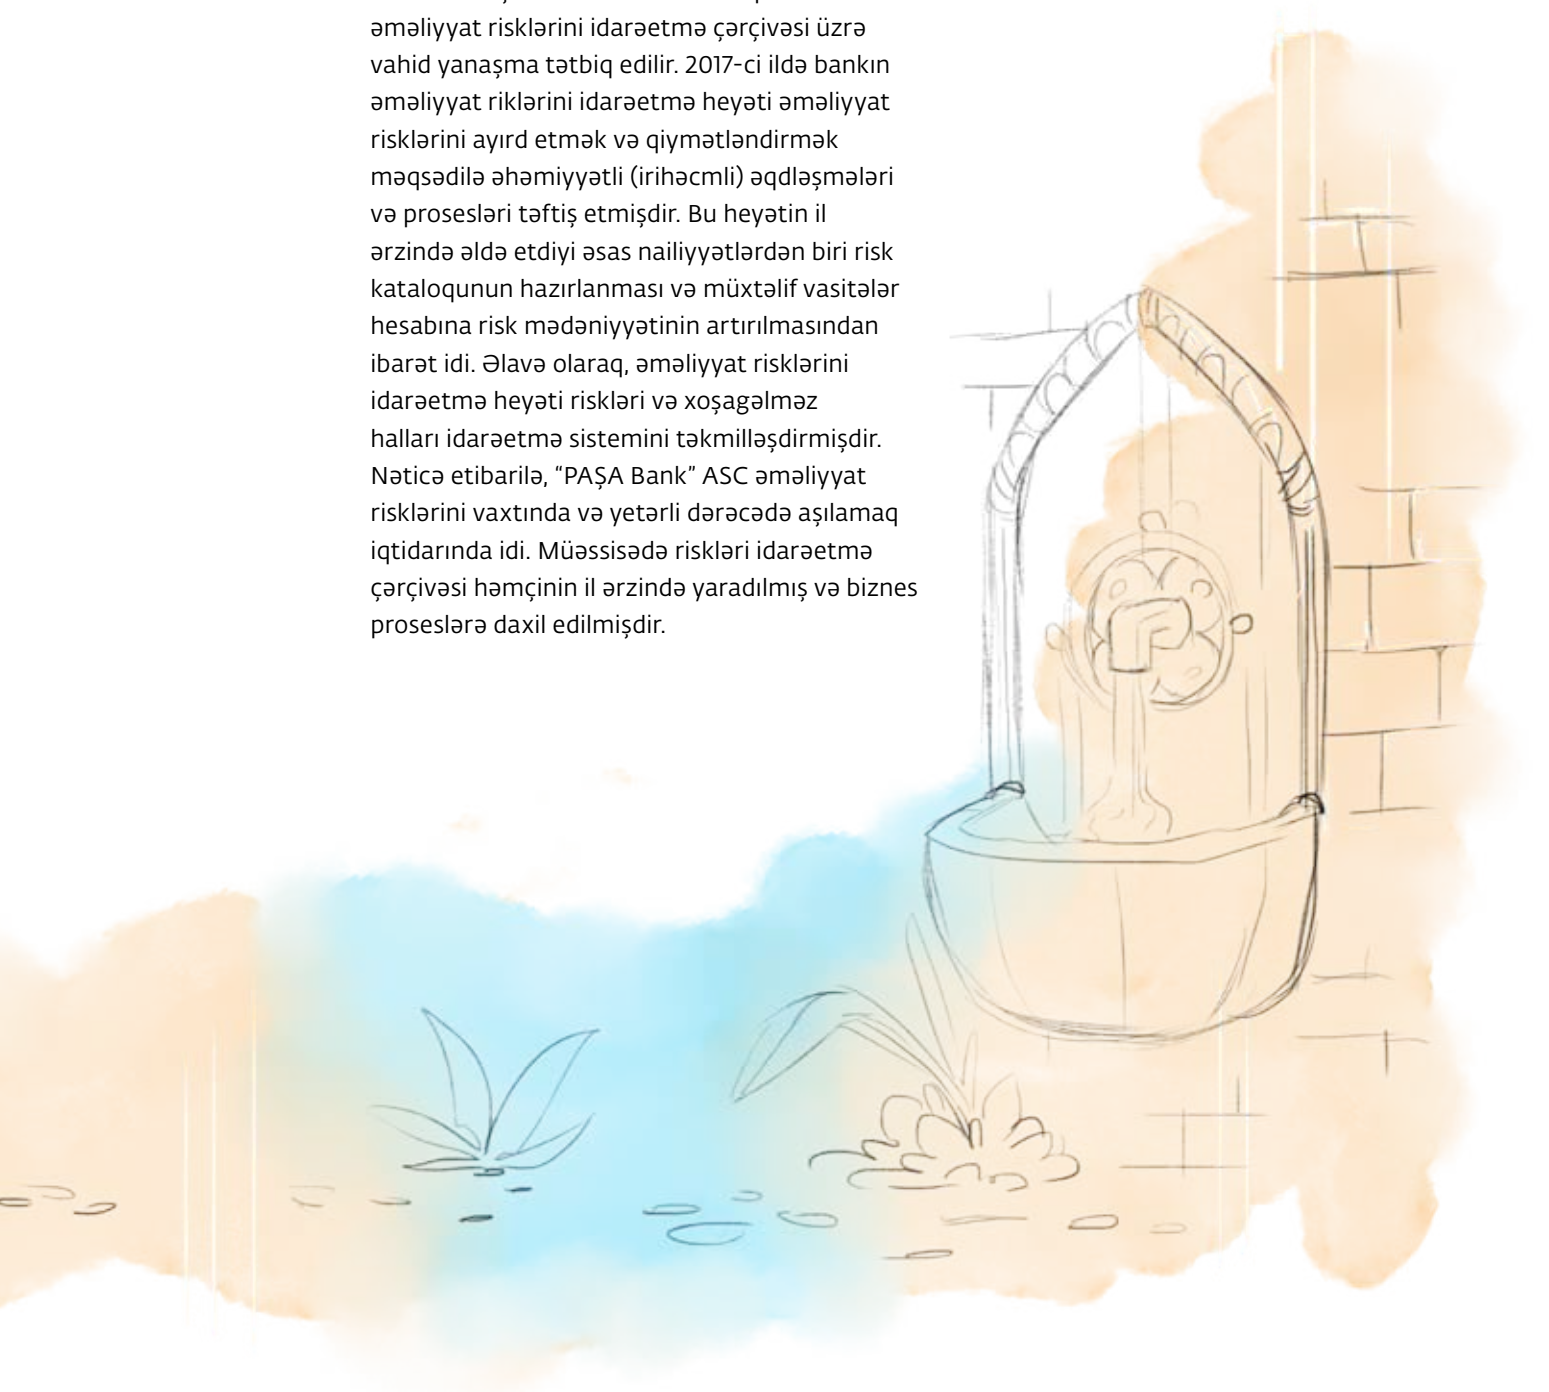 əməliyyat risklərini idarəetmə çərçivəsi üzrə
vahid yanaşma tətbiq edilir. 2017-ci ildə bankın
əməliyyat riklərini idarəetmə heyəti əməliyyat
risklərini ayırd etmək və qiymətləndirmək
məqsədilə əhəmiyyətli (irihəcmli) əqdləşmələri
və prosesləri təftiş etmişdir. Bu heyətin il
ərzində əldə etdiyi əsas nailiyyətlərdən biri risk
kataloqunun hazırlanması və müxtəlif vasitələr
hesabına risk mədəniyyətinin artırılmasından
ibarət idi. Əlavə olaraq, əməliyyat risklərini
idarəetmə heyəti riskləri və xoşagəlməz
halları idarəetmə sistemini təkmilləşdirmişdir.
Nəticə etibarilə, “PAŞA Bank” ASC əməliyyat
risklərini vaxtında və yetərli dərəcədə aşılamaq
iqtidarında idi. Müəssisədə riskləri idarəetmə
çərçivəsi həmçinin il ərzində yaradılmış və biznes
proseslərə daxil edilmişdir.